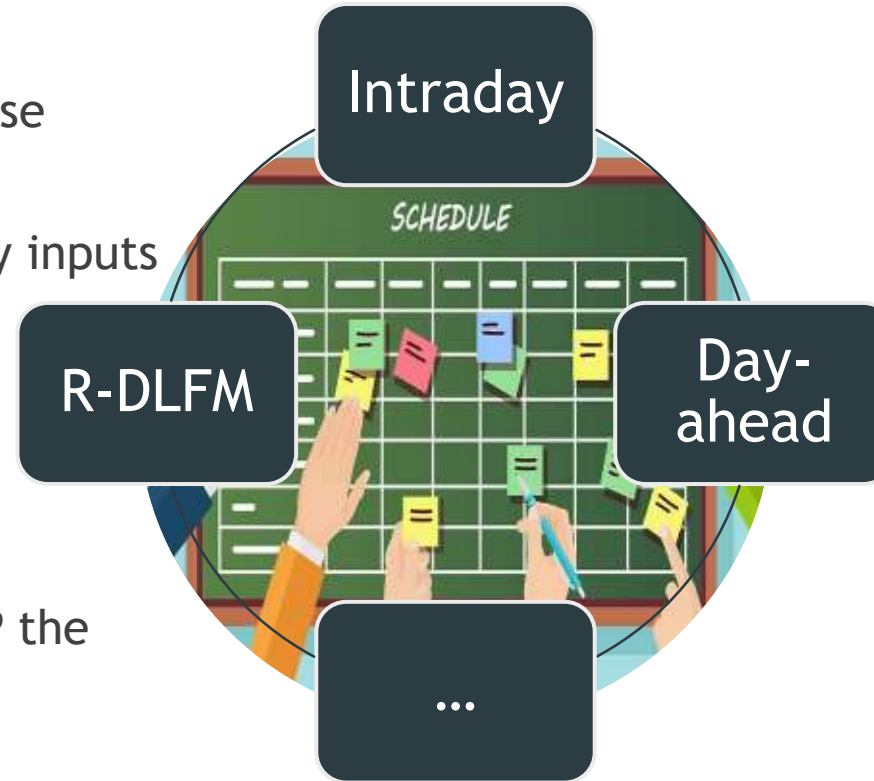 Intraday
se
SCHEDULE
y inputs
R-DLFM
Day-
ahead
the
...